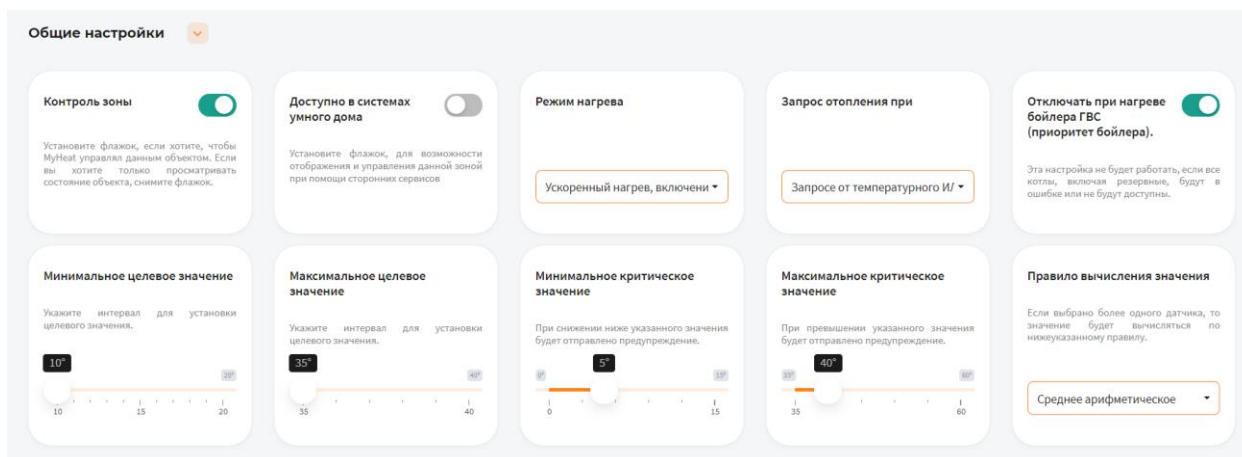 Общие настройки
Контроль зоны
Установите флажок, если хотите, чтобы
MyHeat управлял данным объектом. Если
вы хотите только просматривать
состояние объекта, снимите флажок.
Доступно в системах
умного дома
Установите флажок, для возможности
отображения и управления данной зоной
при помощи сторонних сервисов
Режим нагрева
Ускоренный нагрев, включени
Запрос отопления при
Запросе от температурного И/
Отключать при нагреве
бойлера ГВС
(приоритет бойлера).
Эта настройка не будет работать, если все
котлы, включая резервные, будут в
ошибке или не будут доступны.
Минимальное целевое значение
Укажите интервал для установки
целевого значения.
10°
20°
10 15 20
Максимальное целевое
значение
Укажите интервал для установки
целевого значения.
35°
40°
35 40
Минимальное критическое
значение
При снижении ниже указанного значения
будет отправлено предупреждение.
5°
0° 15°
0 15
Максимальное критическое
значение
При превышении указанного значения
будет отправлено предупреждение.
40°
35° 60°
35 60
Правило вычисления значения
Если выбрано более одного датчика, то
значение будет вычисляться по
нижеуказанному правилу.
Среднее арифметическое